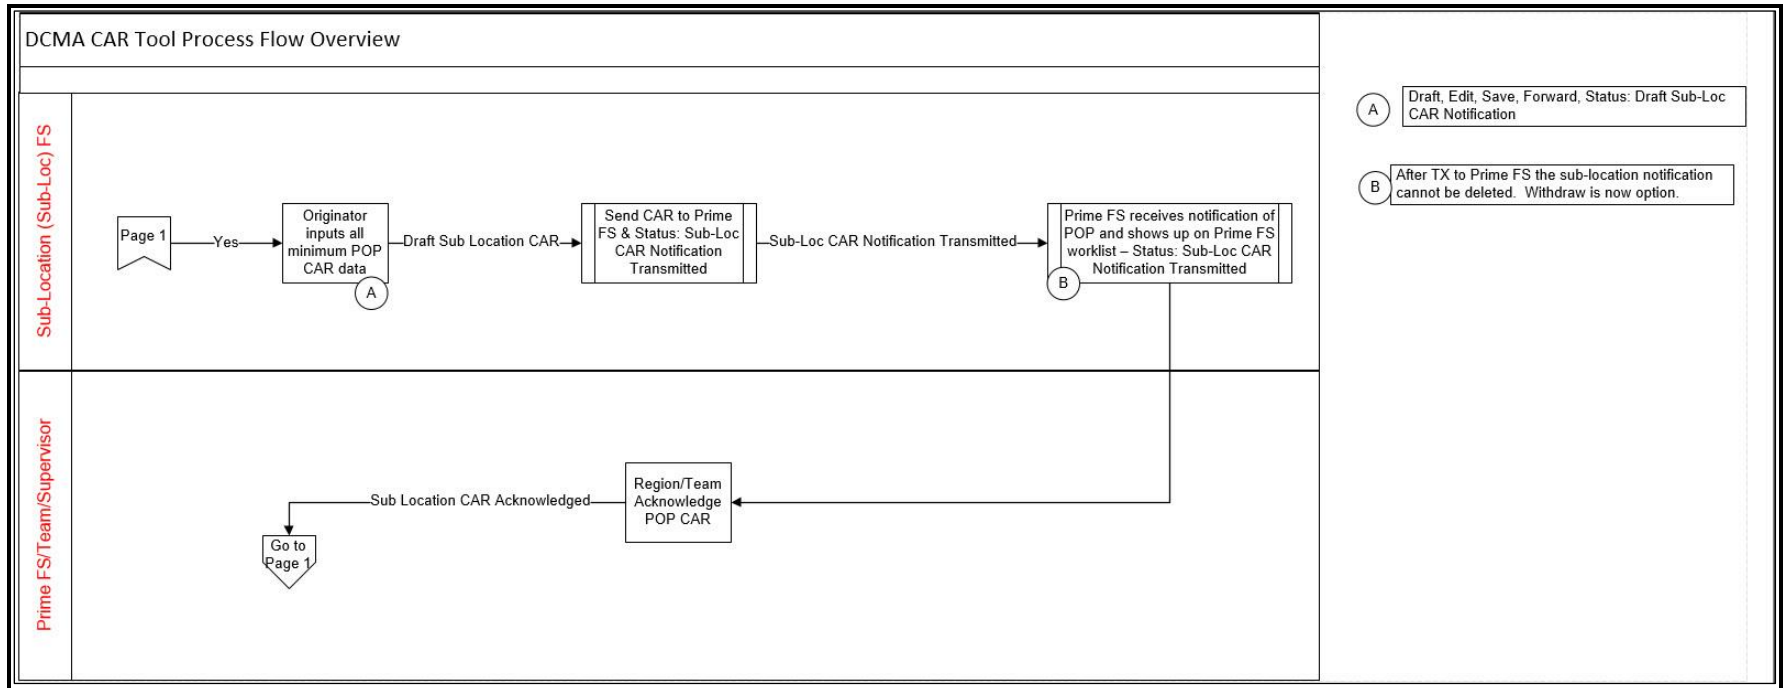 DCMA CAR Tool Process Flow Overview
Sub-Location (Sub-Loc) FS
Page 1
Yes
Originator
inputs all
minimum POP
CAR data
A
Draft Sub Location CAR
Send CAR to Prime
FS & Status: Sub-Loc
CAR Notification
Transmitted
Sub-Loc CAR Notification Transmitted
Prime FS receives notification of
POP and shows up on Prime FS
worklist – Status: Sub-Loc CAR
Notification Transmitted
B
Prime FS/Team/Supervisor
Region/Team
Acknowledge
POP CAR
Sub Location CAR Acknowledged
Go to
Page 1
A
Draft, Edit, Save, Forward, Status: Draft Sub-Loc
CAR Notification
B
After TX to Prime FS the sub-location notification
cannot be deleted.  Withdraw is now option.